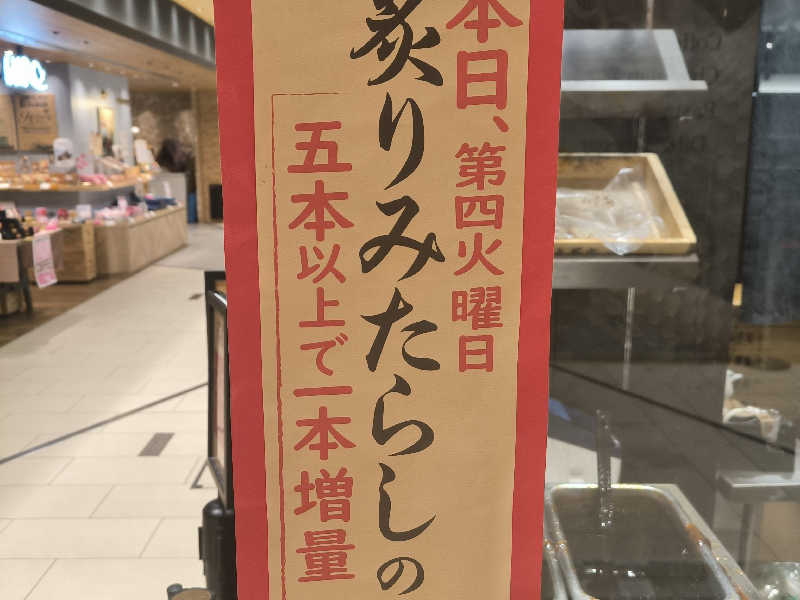 本日、第四火曜日
炙りみたらしの
五本以上で一本増量